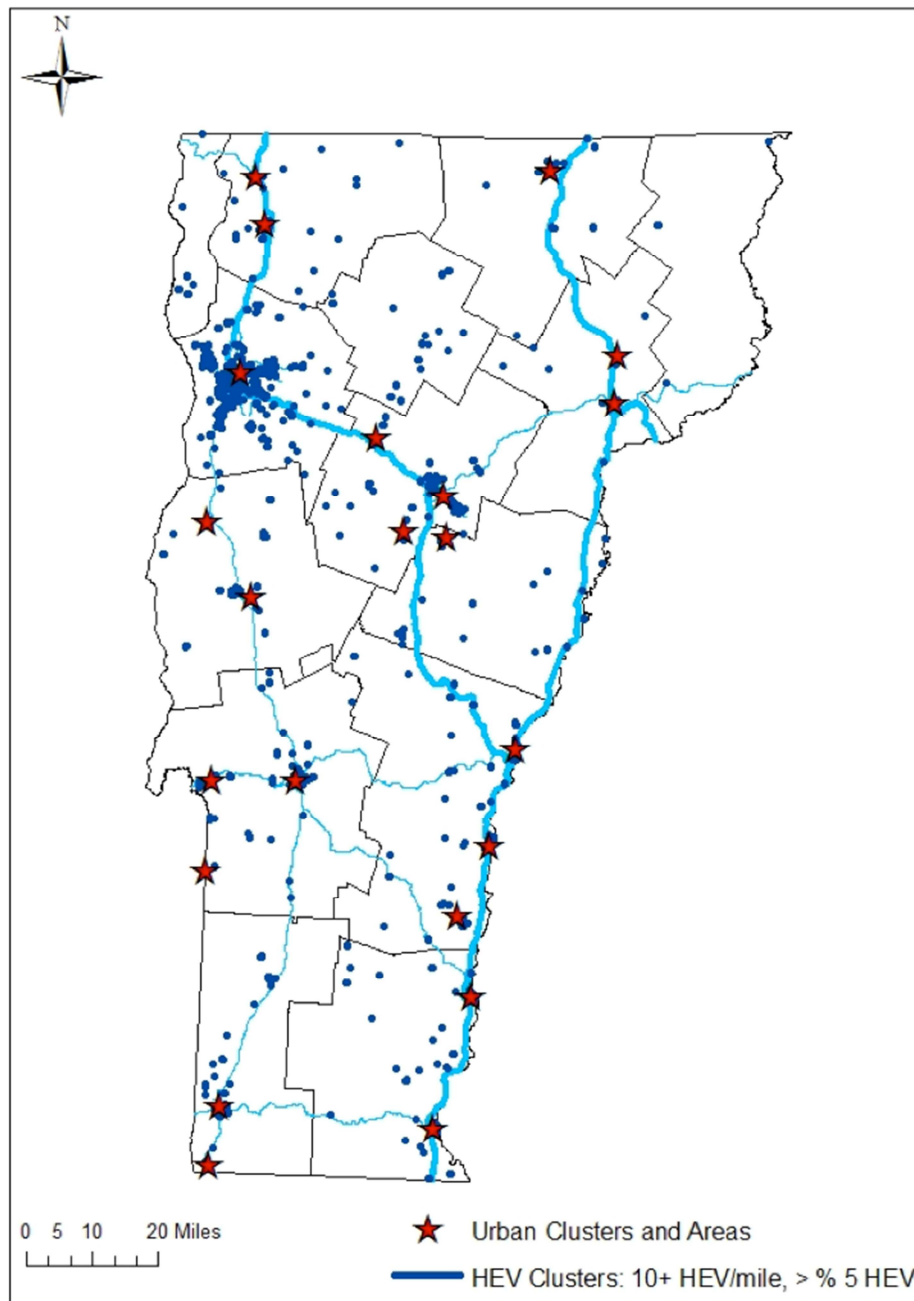 N
0 5 10 20 Miles
Urban Clusters and Areas
HEV Clusters: 10+ HEV/mile, > % 5 HEV